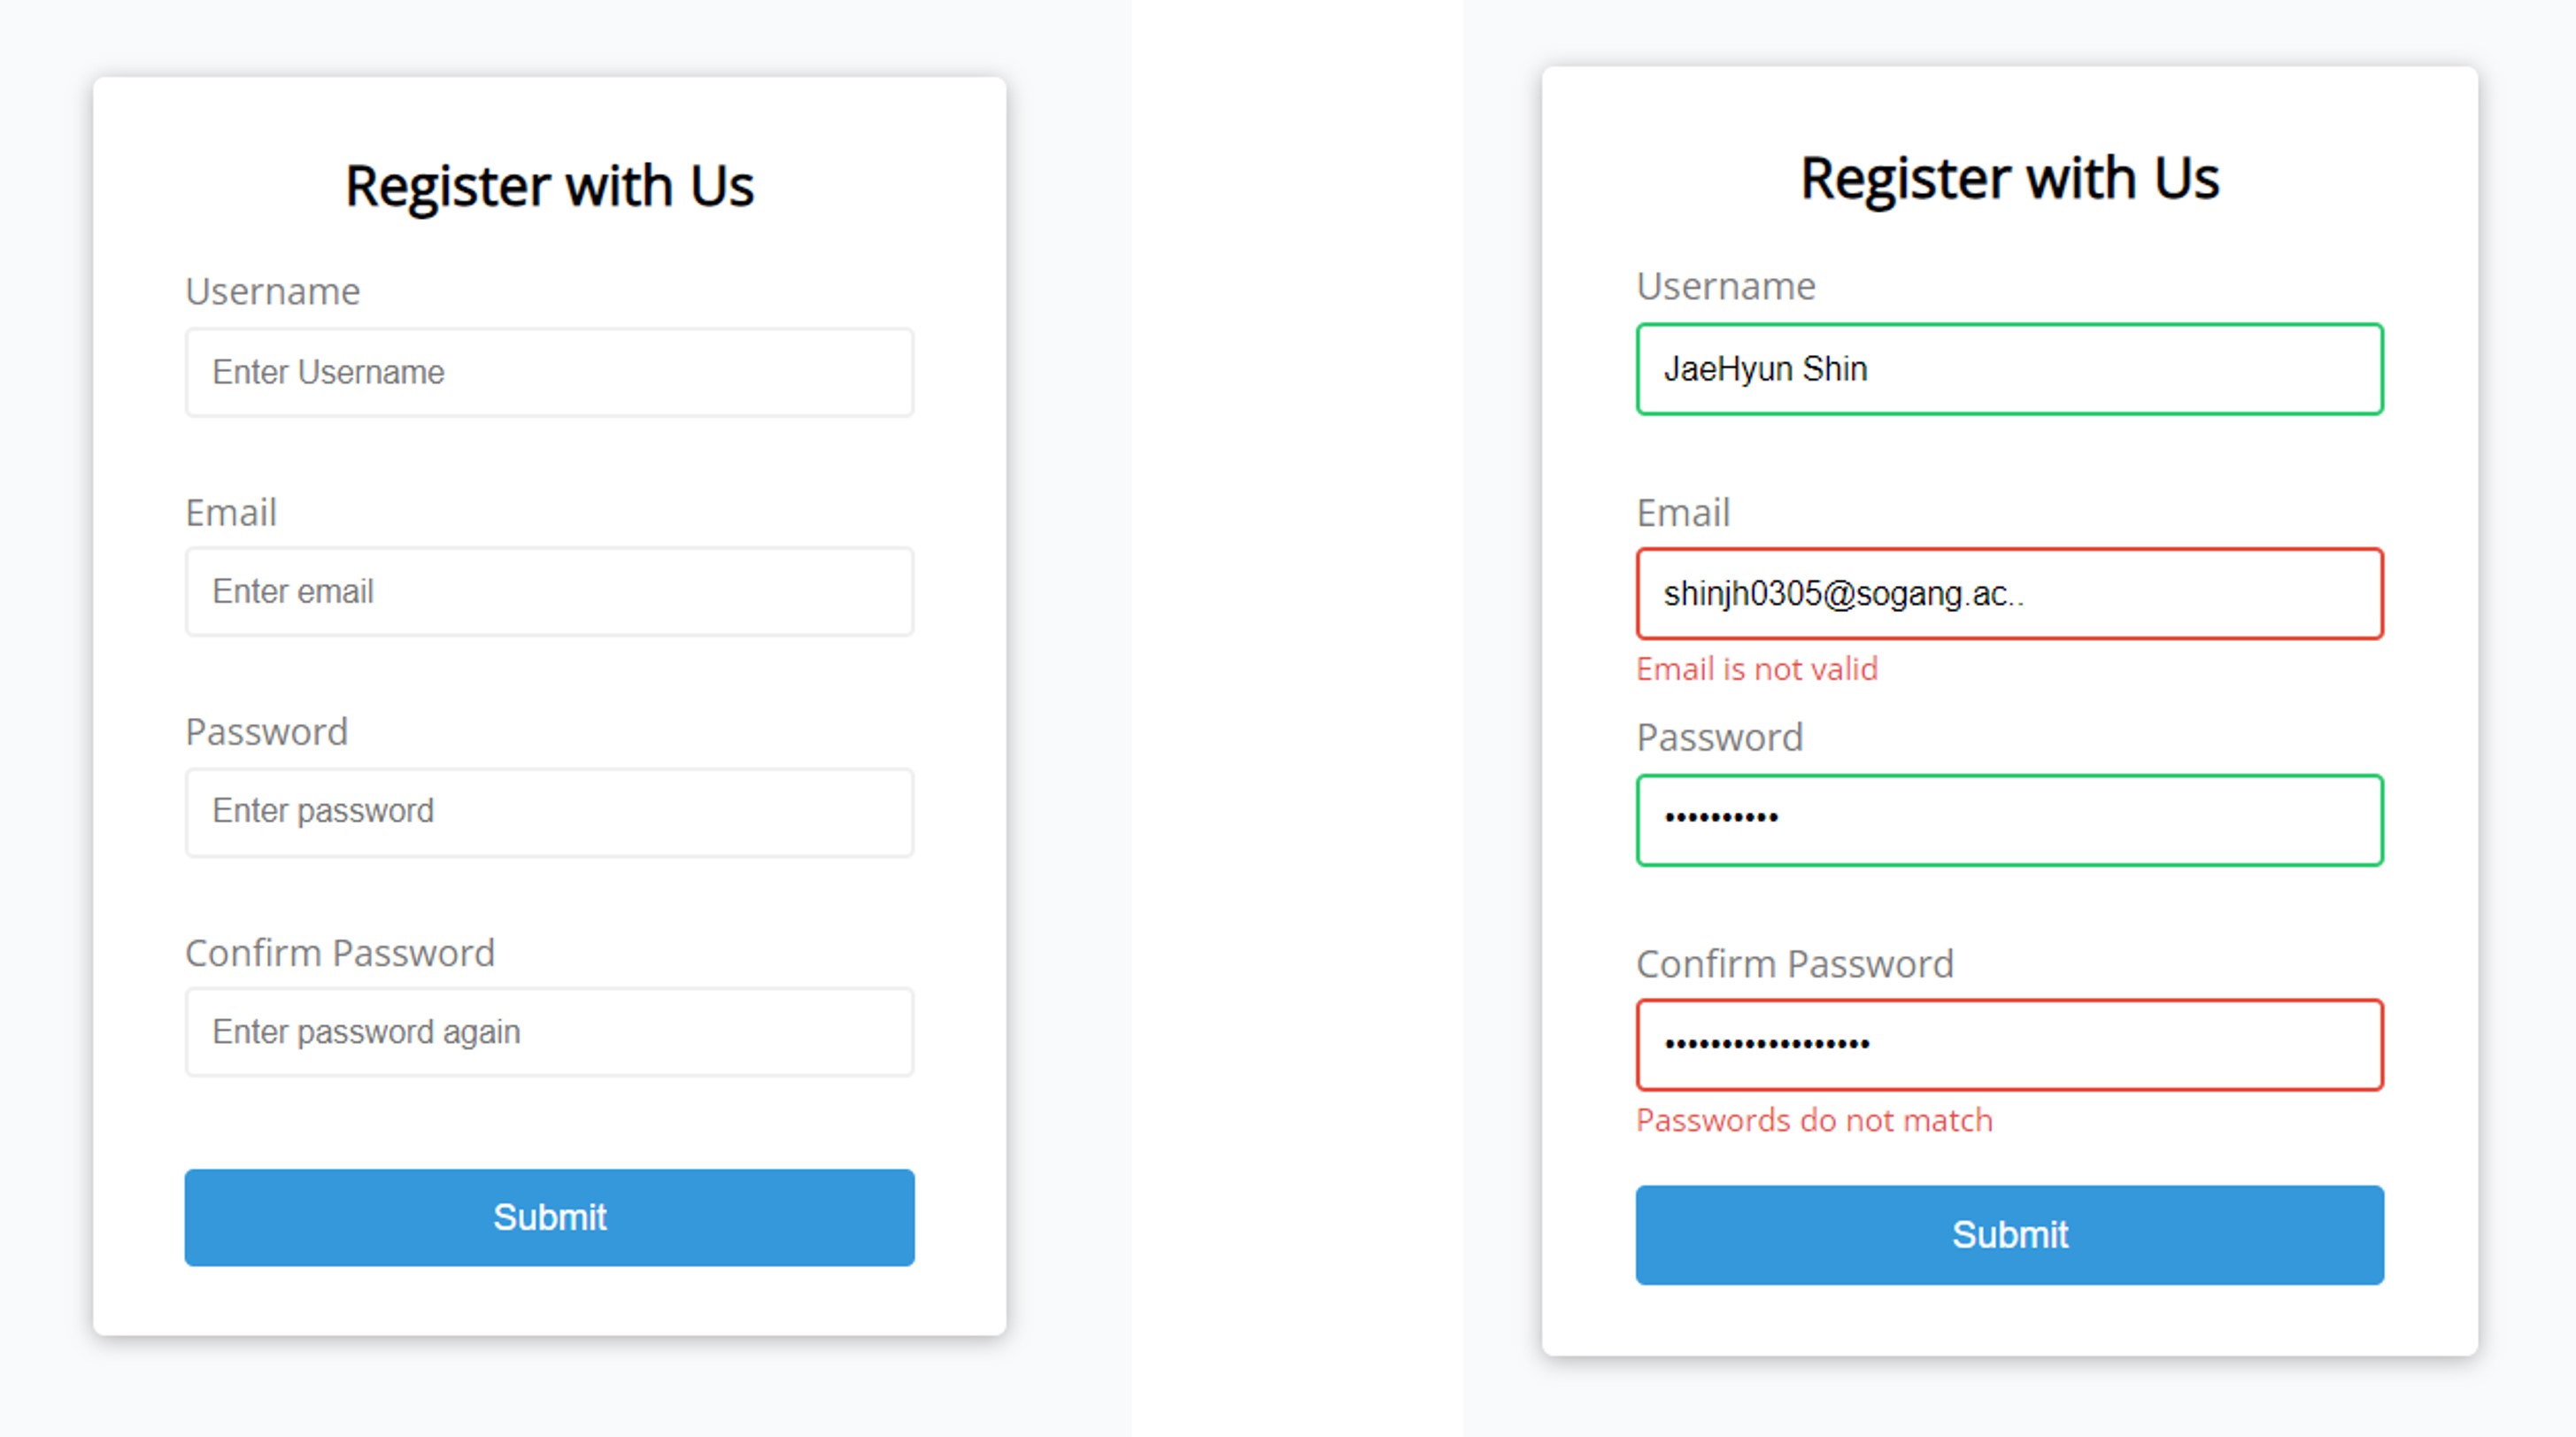 Register with Us
Username
Enter Username
Email
Enter email
Password
Enter password
Confirm Password
Enter password again
Submit
Register with Us
Username
JaeHyun Shin
Email
shinjh0305@sogang.ac..
Email is not valid
Password
••••••••••
Confirm Password
••••••••••••••••••
Passwords do not match
Submit